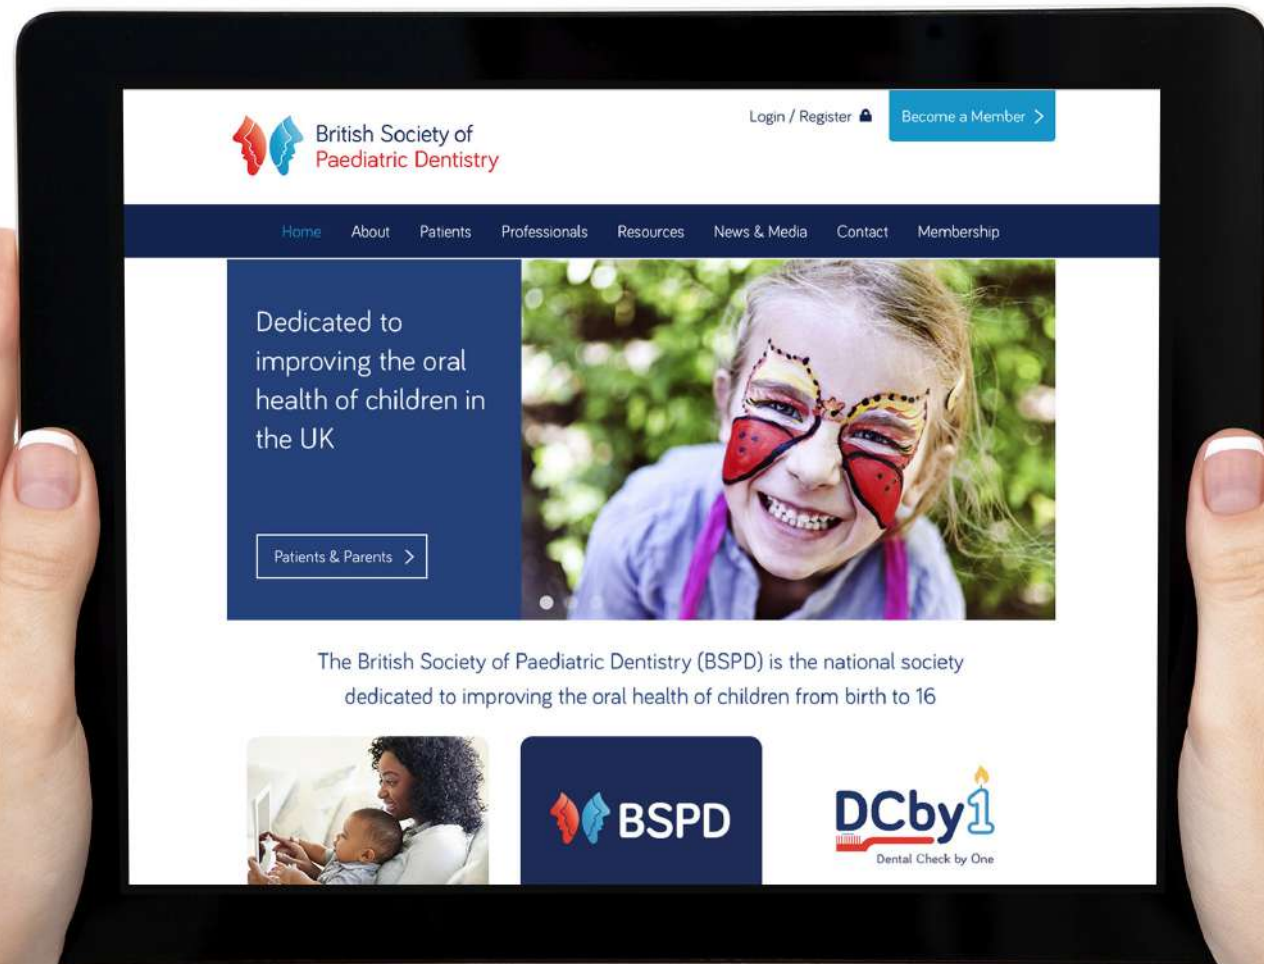 British Society of
Paediatric Dentistry
Login / Register
Become a Member
Home About Patients Professionals Resources News & Media Contact Membership
Dedicated to
improving the oral
health of children in
the UK
Patients & Parents
The British Society of Paediatric Dentistry (BSPD) is the national society
dedicated to improving the oral health of children from birth to 16
BSPD
DCby1
Dental Check by One